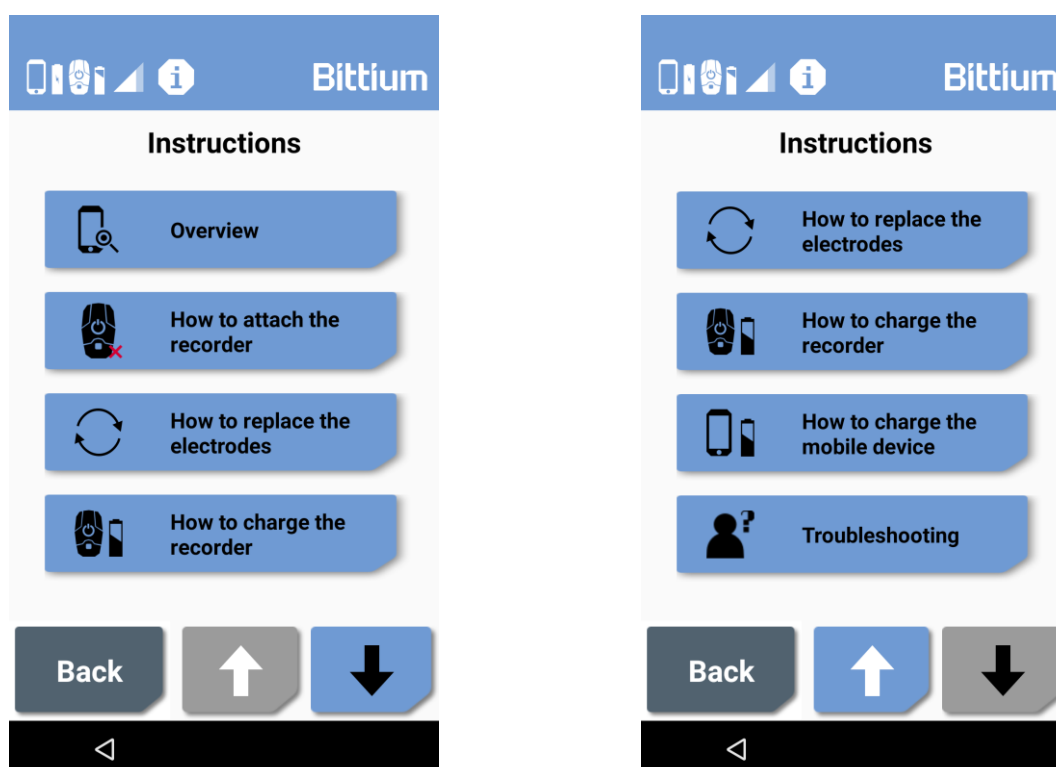 Bittium
Instructions
Overview
How to attach the
recorder
How to replace the
electrodes
How to charge the
recorder
Back
Bittium
Instructions
How to replace the
electrodes
How to charge the
recorder
How to charge the
mobile device
Troubleshooting
Back